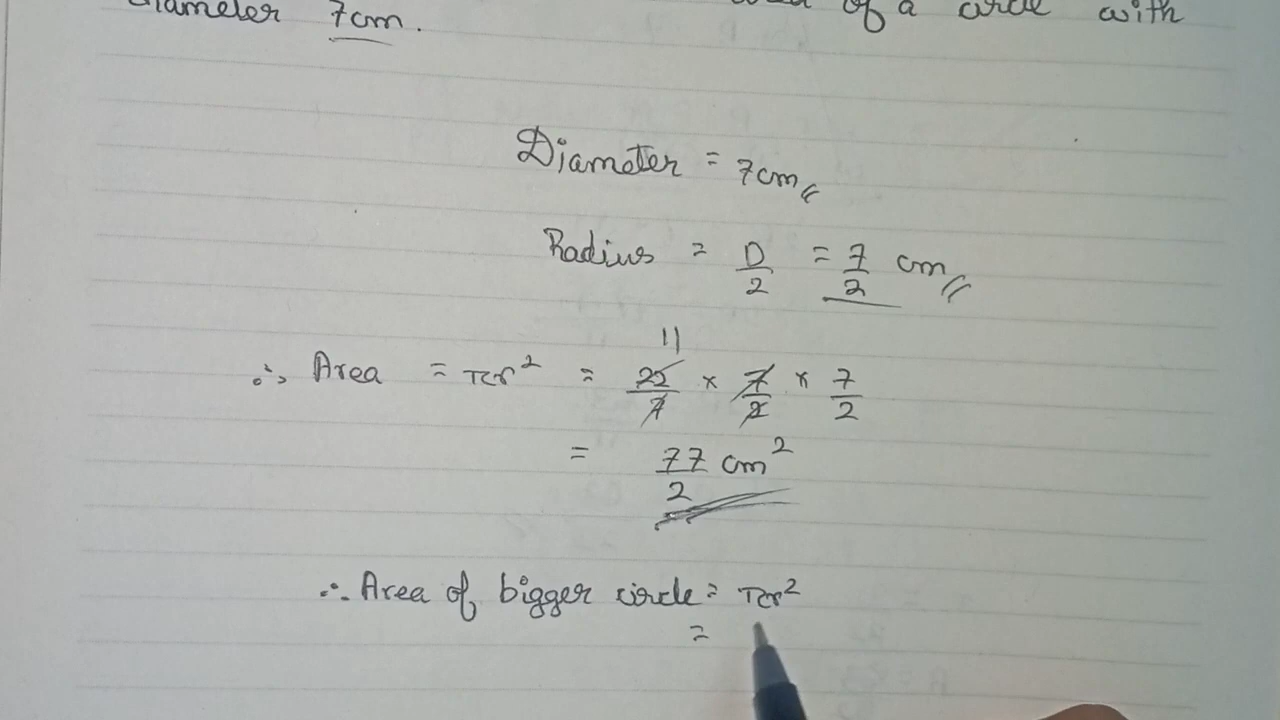 Diameter 7cm. of a circle with
Diameter = 7cm
Radius = D/2 = 7/2 cm
∴ Area = πr² = 22/7 × 7/2 × 7/2
11
= 77/2 cm²
∴ Area of bigger circle = πr²
=